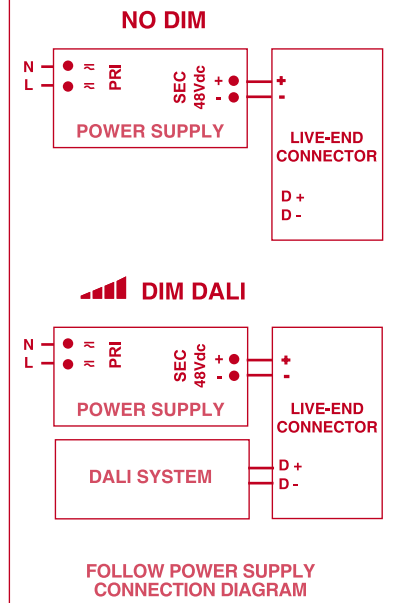 NO DIM
N
L
≂ PRI
≂
SEC
48Vdc
+
-
POWER SUPPLY
+
-
LIVE-END
CONNECTOR
D +
D -
DIM DALI
N
L
≂ PRI
≂
SEC
48Vdc
+
-
POWER SUPPLY
+
-
LIVE-END
CONNECTOR
DALI SYSTEM
D +
D -
FOLLOW POWER SUPPLY
CONNECTION DIAGRAM